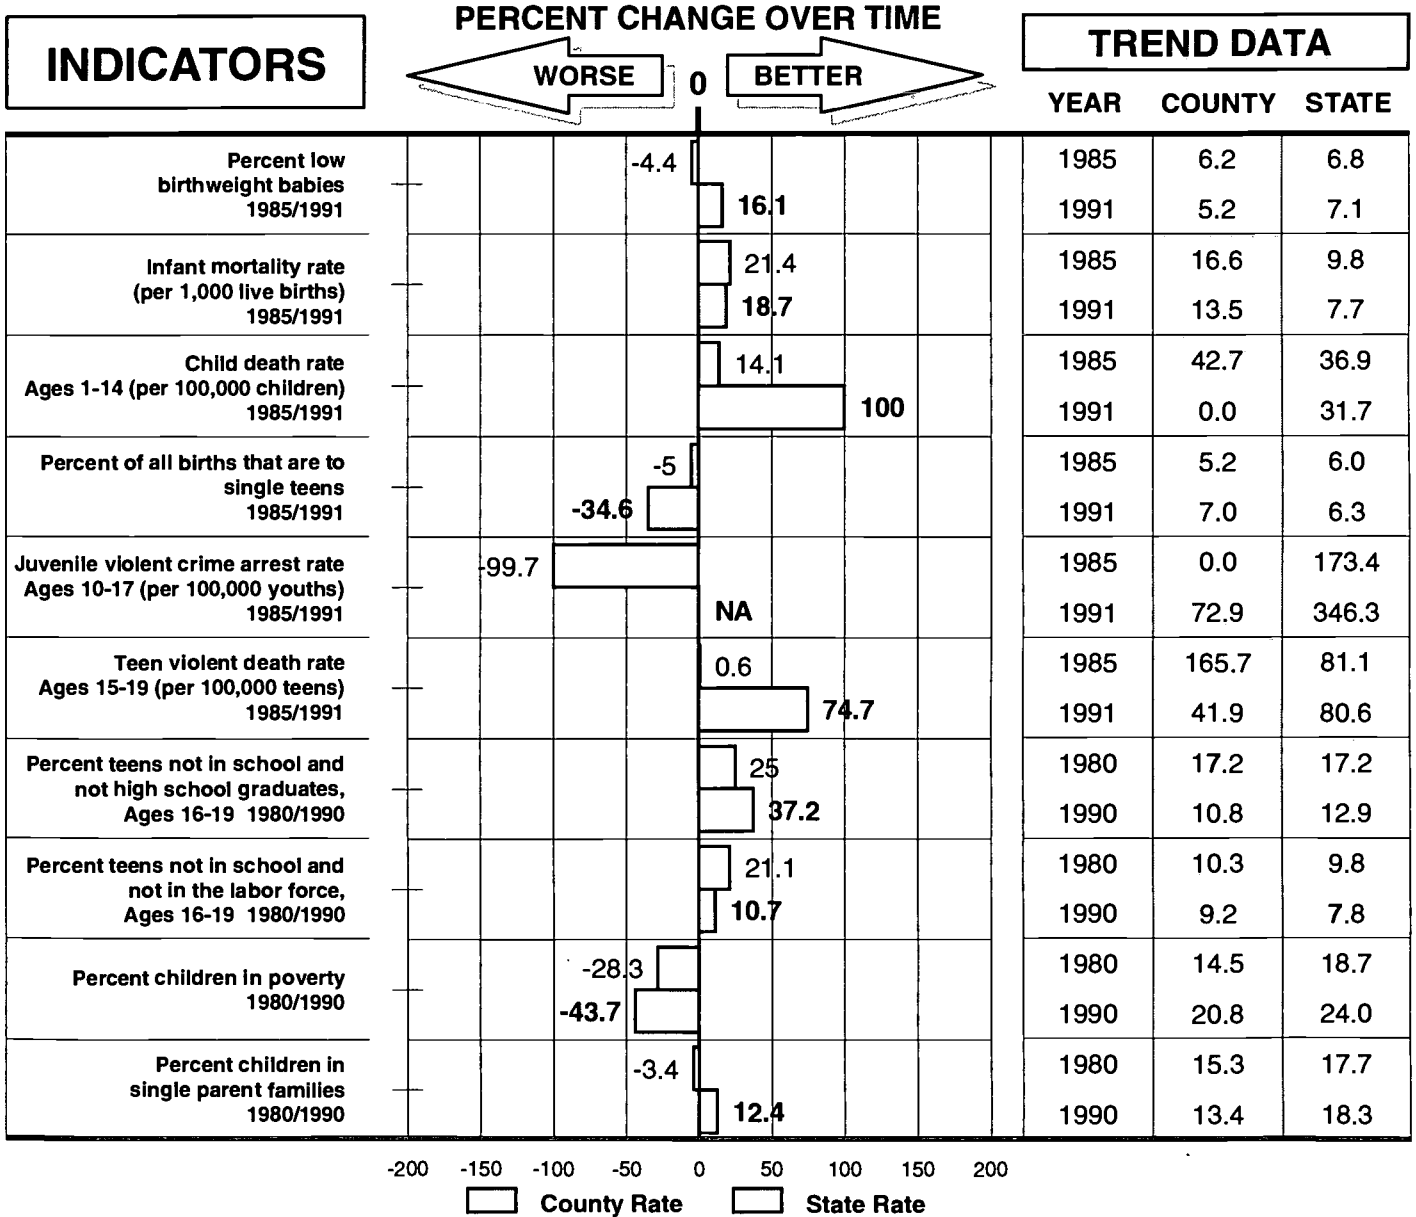 INDICATORS
PERCENT CHANGE OVER TIME
WORSE
0
BETTER
TREND DATA
YEAR COUNTY STATE
Percent low
birthweight babies
1985/1991
-4.4
16.1
1985 6.2 6.8
1991 5.2 7.1
Infant mortality rate
(per 1,000 live births)
1985/1991
21.4
18.7
1985 16.6 9.8
1991 13.5 7.7
Child death rate
Ages 1-14 (per 100,000 children)
1985/1991
14.1
100
1985 42.7 36.9
1991 0.0 31.7
Percent of all births that are to
single teens
1985/1991
-5
-34.6
1985 5.2 6.0
1991 7.0 6.3
Juvenile violent crime arrest rate
Ages 10-17 (per 100,000 youths)
1985/1991
-99.7
NA
1985 0.0 173.4
1991 72.9 346.3
Teen violent death rate
Ages 15-19 (per 100,000 teens)
1985/1991
0.6
74.7
1985 165.7 81.1
1991 41.9 80.6
Percent teens not in school and
not high school graduates,
Ages 16-19 1980/1990
25
37.2
1980 17.2 17.2
1990 10.8 12.9
Percent teens not in school and
not in the labor force,
Ages 16-19 1980/1990
21.1
10.7
1980 10.3 9.8
1990 9.2 7.8
Percent children in poverty
1980/1990
-28.3
-43.7
1980 14.5 18.7
1990 20.8 24.0
Percent children in
single parent families
1980/1990
-3.4
12.4
1980 15.3 17.7
1990 13.4 18.3
-200 -150 -100 -50 0 50 100 150 200
County Rate State Rate